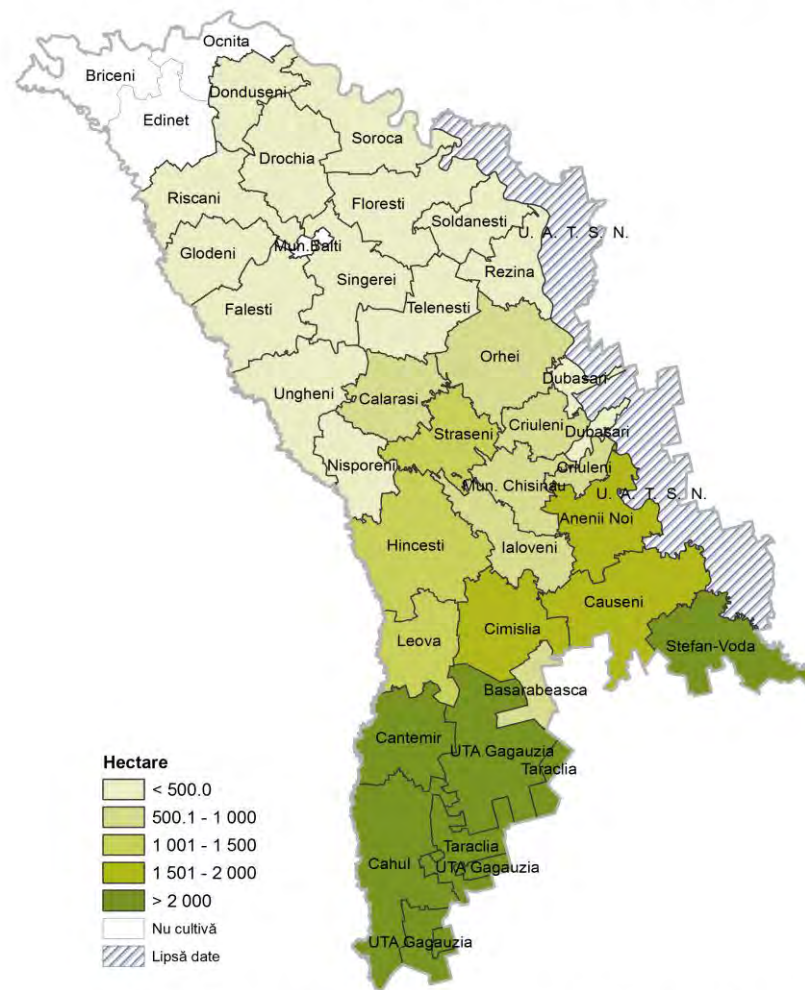 Ocnita
Briceni
Donduseni
Edinet
Soroca
Drochia
Riscani
Floresti
Soldanesti
U. A. T. S. N.
Mun.Balti
Glodeni
Rezina
Singerei
Falesti
Telenesti
Orhei
Dubasari
Ungheni
Calarasi
Criuleni
Straseni
Dubasari
Nisporeni
Criuleni
Mun. Chisinau
U. A. T. S. N.
Anenii Noi
Hincesti
Ialoveni
Causeni
Cimislia
Leova
Stefan-Voda
Basarabeasca
Cantemir
UTA Gagauzia
Taraclia
Taraclia
Cahul
UTA Gagauzia
UTA Gagauzia
Hectare
< 500.0
500.1 - 1 000
1 001 - 1 500
1 501 - 2 000
> 2 000
Nu cultivă
Lipsă date